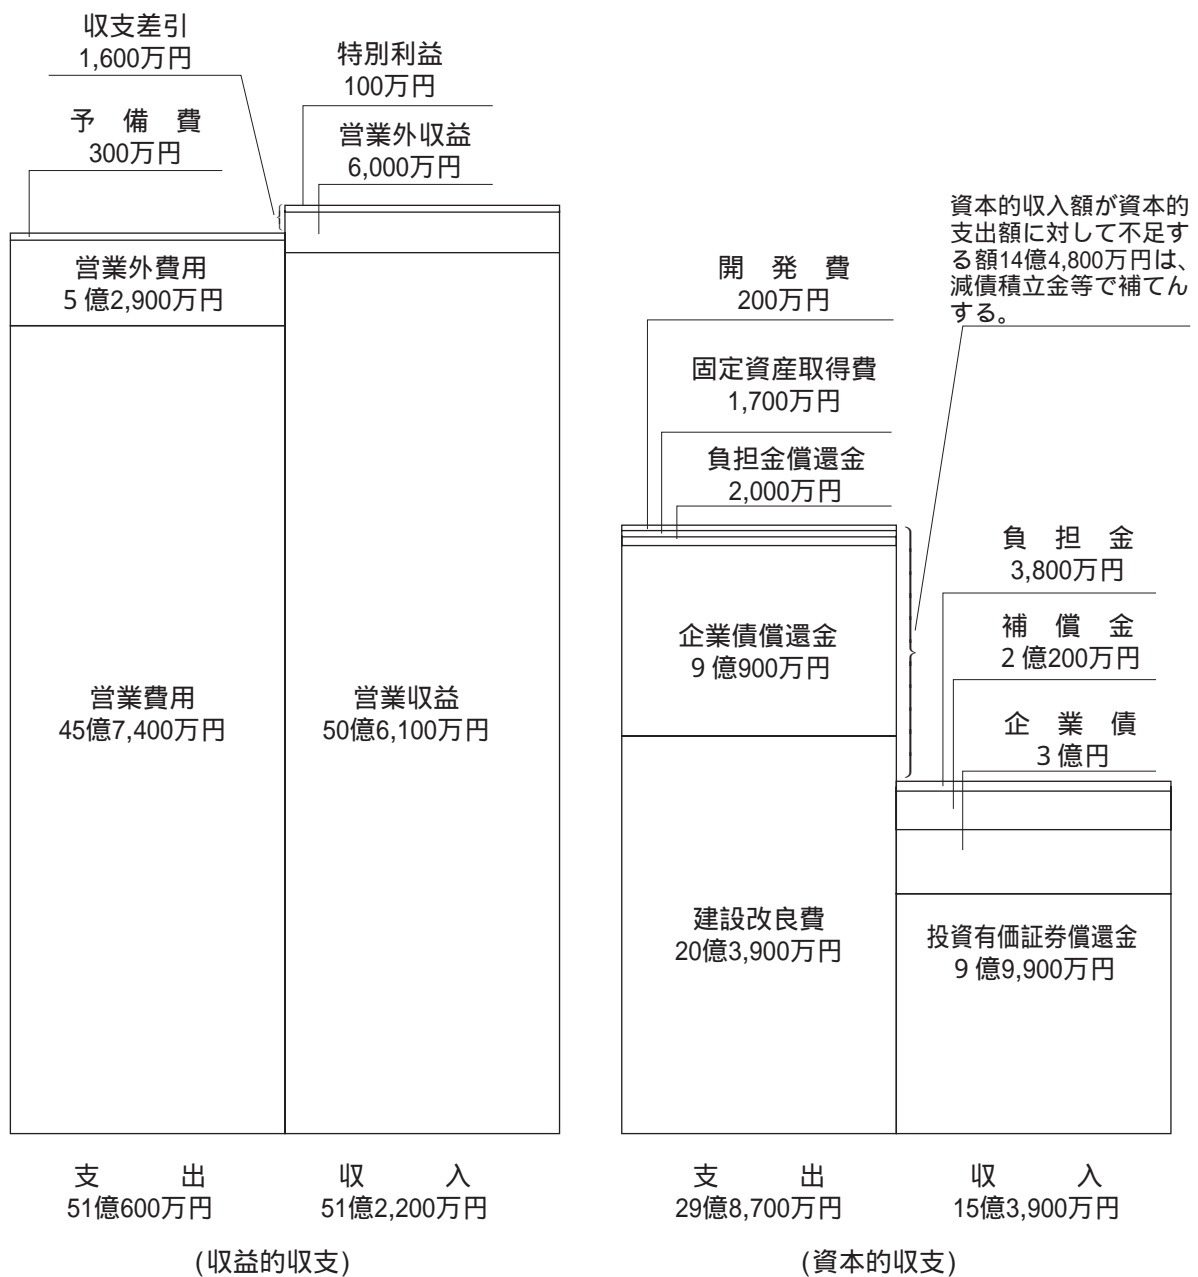 収支差引
1,600万円
特別利益
100万円
予備費
300万円
営業外収益
6,000万円
営業外費用
5億2,900万円
営業費用
45億7,400万円
営業収益
50億6,100万円
支出
51億600万円
収入
51億2,200万円
(収益的収支)
資本的収入額が資本的
支出額に対して不足す
る額14億4,800万円は、
減債積立金等で補てん
する。
開発費
200万円
固定資産取得費
1,700万円
負担金償還金
2,000万円
企業債償還金
9億900万円
建設改良費
20億3,900万円
負担金
3,800万円
補償金
2億200万円
企業債
3億円
投資有価証券償還金
9億9,900万円
支出
29億8,700万円
収入
15億3,900万円
(資本的収支)